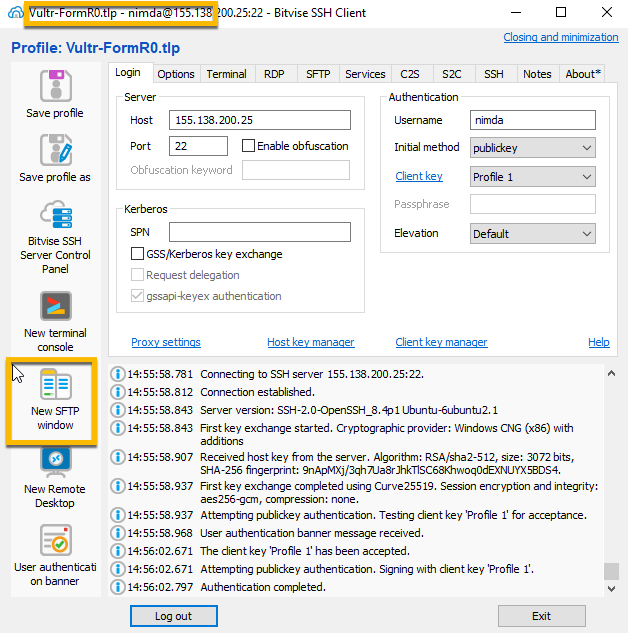 Vultr-FormR0.tlp - nimda@155.138.200.25:22 - Bitvise SSH Client
Closing and minimization
Profile: Vultr-FormR0.tlp
Save profile
Save profile as
Bitvise SSH
Server Control
Panel
New terminal
console
New SFTP
window
New Remote
Desktop
User authenticati
on banner
Login Options Terminal RDP SFTP Services C2S S2C SSH Notes About*
Server
Host 155.138.200.25
Port 22 Enable obfuscation
Obfuscation keyword
Kerberos
SPN
GSS/Kerberos key exchange
Request delegation
gssapi-keyex authentication
Authentication
Username nimda
Initial method publickey
Client key Profile 1
Passphrase
Elevation Default
Proxy settings Host key manager Client key manager Help
14:55:58.781 Connecting to SSH server 155.138.200.25:22.
14:55:58.812 Connection established.
14:55:58.843 Server version: SSH-2.0-OpenSSH_8.4p1 Ubuntu-6ubuntu2.1
14:55:58.843 First key exchange started. Cryptographic provider: Windows CNG (x86) with
additions
14:55:58.907 Received host key from the server. Algorithm: RSA/sha2-512, size: 3072 bits,
SHA-256 fingerprint: 9nApMXj/3qh7Ua8rJhkTlSC68Khwoq0dEXNUYX5BDS4.
14:55:58.937 First key exchange completed using Curve25519. Session encryption and integrity:
aes256-gcm, compression: none.
14:55:58.937 Attempting publickey authentication. Testing client key 'Profile 1' for acceptance.
14:55:58.968 User authentication banner message received.
14:56:02.671 The client key 'Profile 1' has been accepted.
14:56:02.671 Attempting publickey authentication. Signing with client key 'Profile 1'.
14:56:02.797 Authentication completed.
Log out Exit